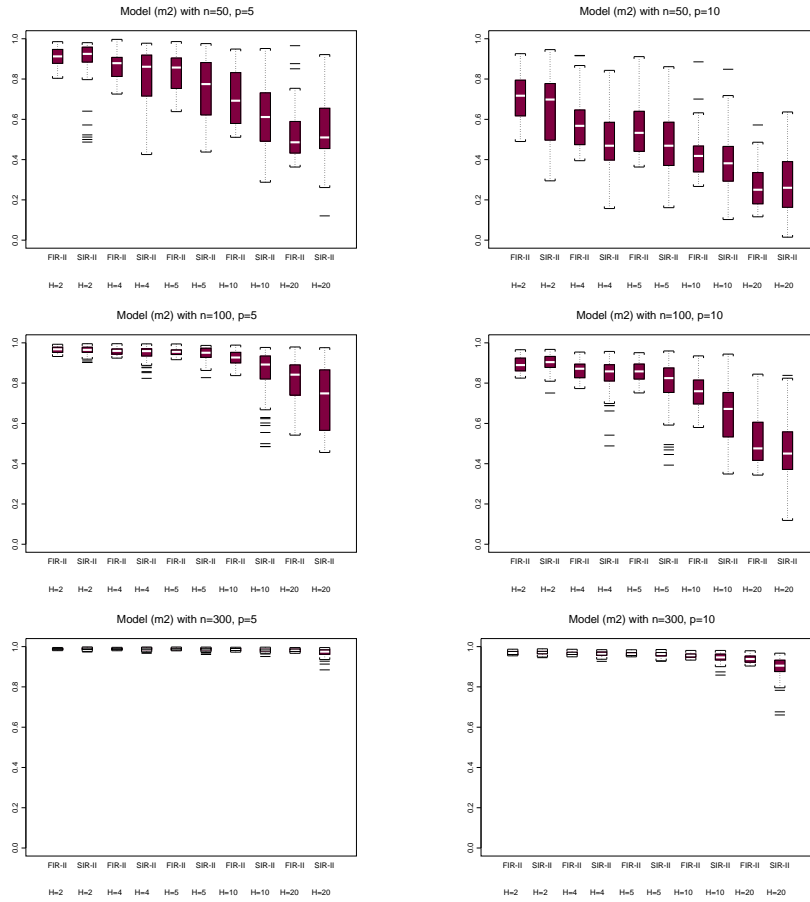 Model (m2) with n=50, p=5
1.0
0.8
0.6
0.4
0.2
0.0
FIR-II SIR-II FIR-II SIR-II FIR-II SIR-II FIR-II SIR-II FIR-II SIR-II
H=2 H=2 H=4 H=4 H=5 H=5 H=10 H=10 H=20 H=20
Model (m2) with n=50, p=10
1.0
0.8
0.6
0.4
0.2
0.0
FIR-II SIR-II FIR-II SIR-II FIR-II SIR-II FIR-II SIR-II FIR-II SIR-II
H=2 H=2 H=4 H=4 H=5 H=5 H=10 H=10 H=20 H=20
Model (m2) with n=100, p=5
1.0
0.8
0.6
0.4
0.2
0.0
FIR-II SIR-II FIR-II SIR-II FIR-II SIR-II FIR-II SIR-II FIR-II SIR-II
H=2 H=2 H=4 H=4 H=5 H=5 H=10 H=10 H=20 H=20
Model (m2) with n=100, p=10
1.0
0.8
0.6
0.4
0.2
0.0
FIR-II SIR-II FIR-II SIR-II FIR-II SIR-II FIR-II SIR-II FIR-II SIR-II
H=2 H=2 H=4 H=4 H=5 H=5 H=10 H=10 H=20 H=20
Model (m2) with n=300, p=5
1.0
0.8
0.6
0.4
0.2
0.0
FIR-II SIR-II FIR-II SIR-II FIR-II SIR-II FIR-II SIR-II FIR-II SIR-II
H=2 H=2 H=4 H=4 H=5 H=5 H=10 H=10 H=20 H=20
Model (m2) with n=300, p=10
1.0
0.8
0.6
0.4
0.2
0.0
FIR-II SIR-II FIR-II SIR-II FIR-II SIR-II FIR-II SIR-II FIR-II SIR-II
H=2 H=2 H=4 H=4 H=5 H=5 H=10 H=10 H=20 H=20